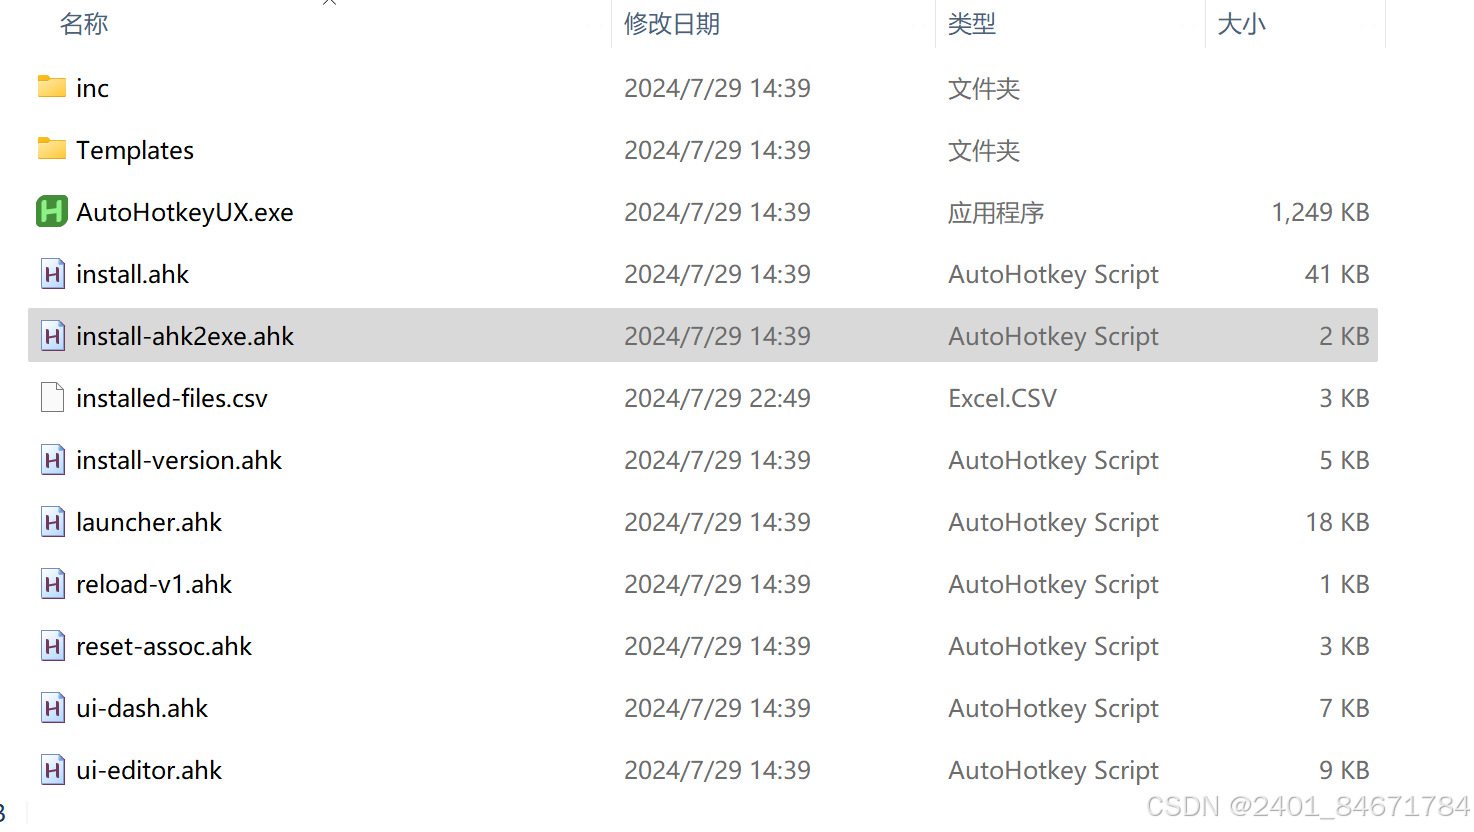 名称 修改日期 类型 大小
inc 2024/7/29 14:39 文件夹
Templates 2024/7/29 14:39 文件夹
AutoHotkeyUX.exe 2024/7/29 14:39 应用程序 1,249 KB
install.ahk 2024/7/29 14:39 AutoHotkey Script 41 KB
install-ahk2exe.ahk 2024/7/29 14:39 AutoHotkey Script 2 KB
installed-files.csv 2024/7/29 22:49 Excel.CSV 3 KB
install-version.ahk 2024/7/29 14:39 AutoHotkey Script 5 KB
launcher.ahk 2024/7/29 14:39 AutoHotkey Script 18 KB
reload-v1.ahk 2024/7/29 14:39 AutoHotkey Script 1 KB
reset-assoc.ahk 2024/7/29 14:39 AutoHotkey Script 3 KB
ui-dash.ahk 2024/7/29 14:39 AutoHotkey Script 7 KB
ui-editor.ahk 2024/7/29 14:39 AutoHotkey Script 9 KB
CSDN @2401_84671784